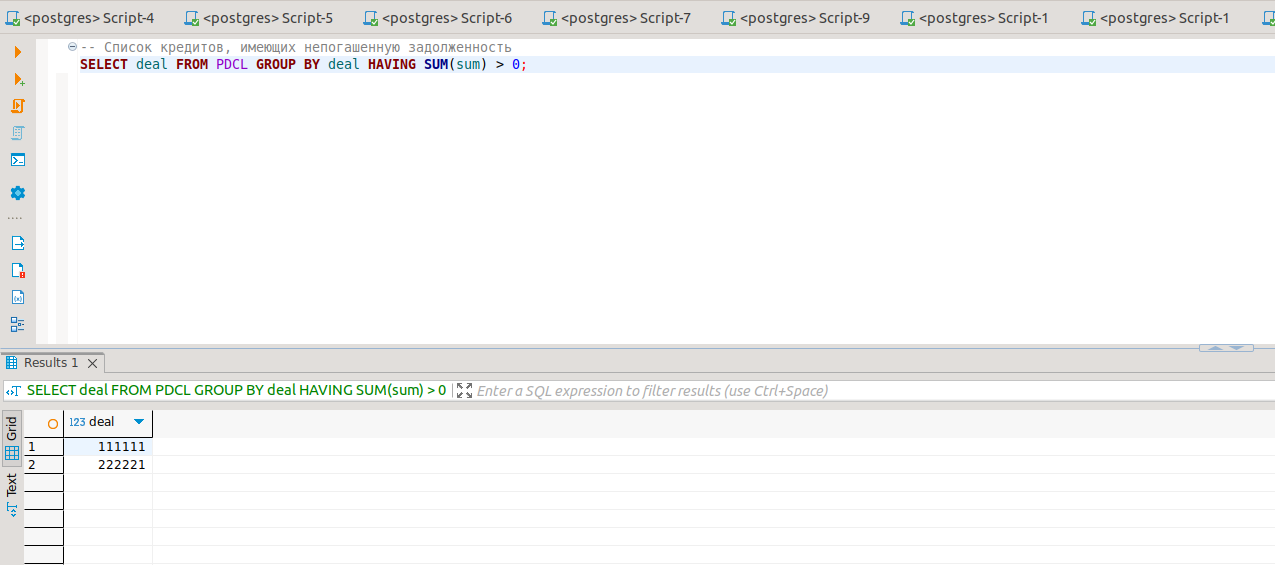 <postgres> Script-4 <postgres> Script-5 <postgres> Script-6 <postgres> Script-7 <postgres> Script-9 <postgres> Script-1 <postgres> Script-1
-- Список кредитов, имеющих непогашенную задолженность
SELECT deal FROM PDCL GROUP BY deal HAVING SUM(sum) > 0;
Results 1
SELECT deal FROM PDCL GROUP BY deal HAVING SUM(sum) > 0 Enter a SQL expression to filter results (use Ctrl+Space)
Grid
Text
123 deal
1 111111
2 222221